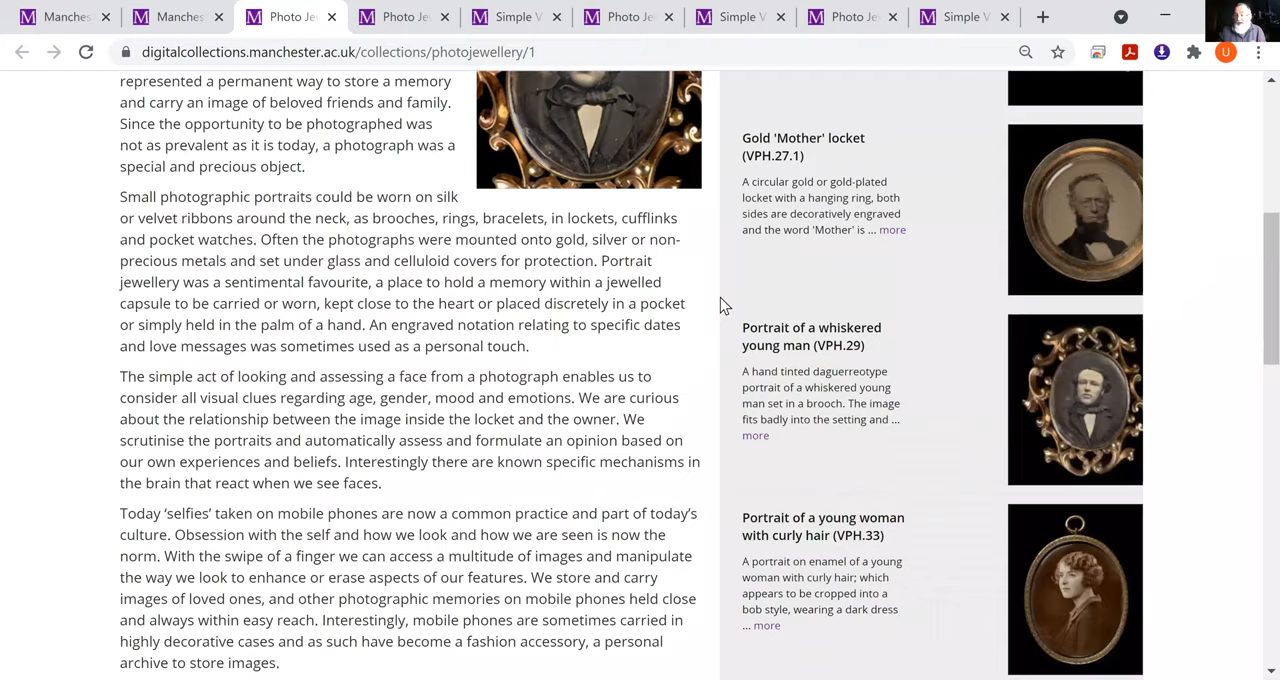 Manches
Manches
Photo Je
Photo Je
Simple V
Photo Je
Simple V
Photo Je
Simple V
digitalcollections.manchester.ac.uk/collections/photojewellery/1
U
represented a permanent way to store a memory
and carry an image of beloved friends and family.
Since the opportunity to be photographed was
not as prevalent as it is today, a photograph was a
special and precious object.
Small photographic portraits could be worn on silk
or velvet ribbons around the neck, as broches, rings, bracelets, in lockets, cufflinks
and pocket watches. Often the photographs were mounted onto gold, silver or non-
precious metals and set under glass and celluloid covers for protection. Portrait
jewellery was a sentimental favourite, a place to hold a memory within a jewelled
capsule to be carried or worn, kept close to the heart or placed discretely in a pocket
or simply held in the palm of a hand. An engraved notation relating to specific dates
and love messages was sometimes used as a personal touch.
The simple act of looking and assessing a face from a photograph enables us to
consider all visual clues regarding age, gender, mood and emotions. We are curious
about the relationship between the image inside the locket and the owner. We
scrutinise the portraits and automatically assess and formulate an opinion based on
our own experiences and beliefs. Interestingly there are known specific mechanisms in
the brain that react when we see faces.
Today ‘selfies’ taken on mobile phones are now a common practice and part of today’s
culture. Obsession with the self and how we look and how we are seen is now the
norm. With the swipe of a finger we can access a multitude of images and manipulate
the way we look to enhance or erase aspects of our features. We store and carry
images of loved ones, and other photographic memories on mobile phones held close
and always within easy reach. Interestingly, mobile phones are sometimes carried in
highly decorative cases and as such have become a fashion accessory, a personal
archive to store images.
Gold 'Mother' locket
(VPH.27.1)
A circular gold or gold-plated
locket with a hanging ring, both
sides are decoratively engraved
and the word 'Mother' is ... more
Portrait of a whiskered
young man (VPH.29)
A hand tinted daguerreotype
portrait of a whiskered young
man set in a brooch. The image
fits badly into the setting and ...
more
Portrait of a young woman
with curly hair (VPH.33)
A portrait on enamel of a young
woman with curly hair; which
appears to be cropped into a
bob style, wearing a dark dress
... more